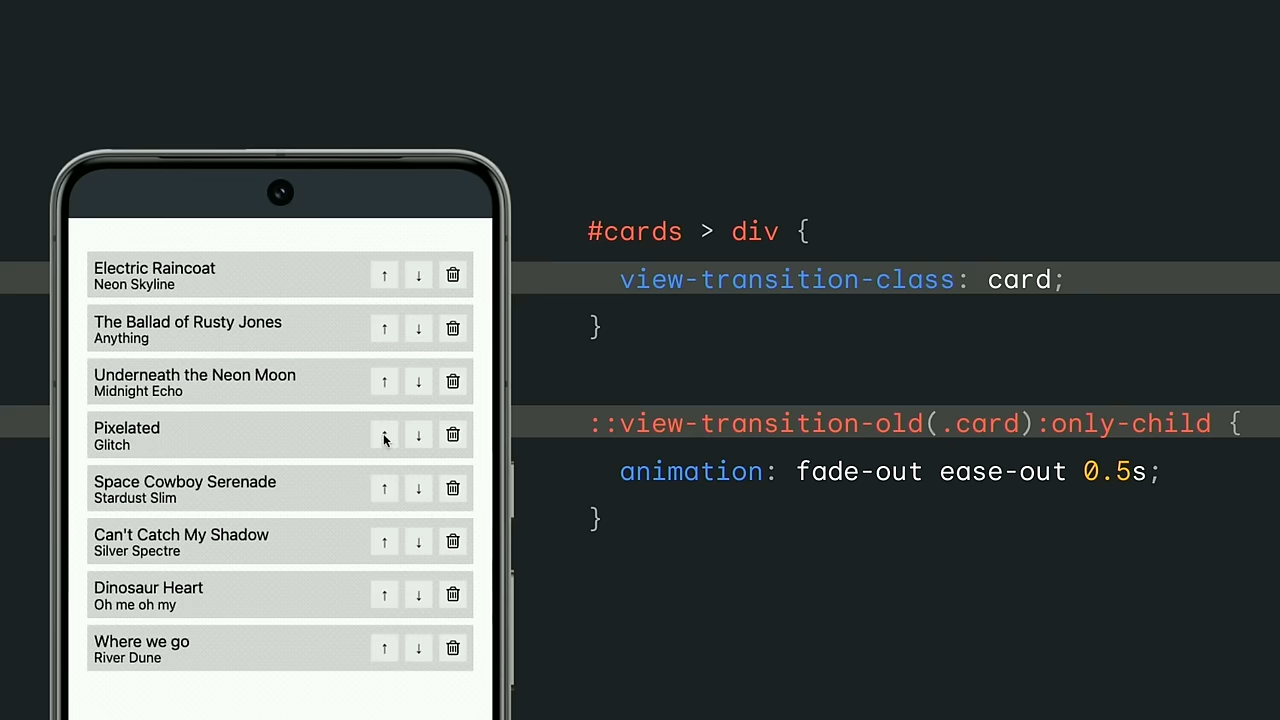 Electric Raincoat
Neon Skyline
↑ ↓
The Ballad of Rusty Jones
Anything
↑ ↓
Underneath the Neon Moon
Midnight Echo
↑ ↓
Pixelated
Glitch
↑ ↓
Space Cowboy Serenade
Stardust Slim
↑ ↓
Can't Catch My Shadow
Silver Spectre
↑ ↓
Dinosaur Heart
Oh me oh my
↑ ↓
Where we go
River Dune
↑ ↓
#cards > div {
view-transition-class: card;
}
::view-transition-old(.card):only-child {
animation: fade-out ease-out 0.5s;
}